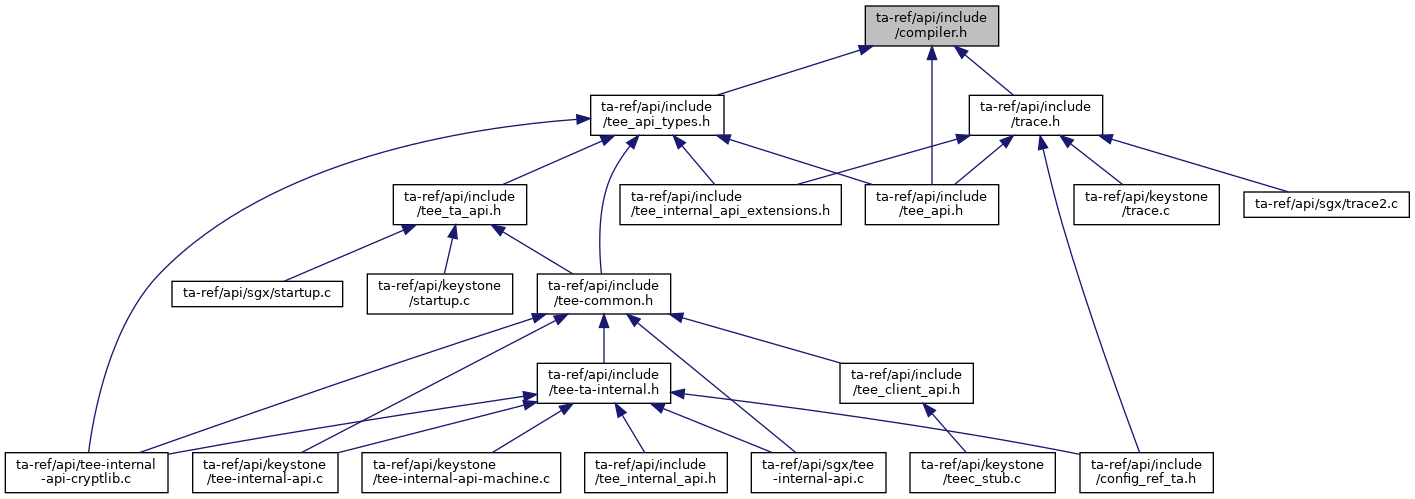 ta-ref/api/include
/compiler.h
ta-ref/api/include
/tee_api_types.h
ta-ref/api/include
/trace.h
ta-ref/api/include
/tee_ta_api.h
ta-ref/api/include
/tee_internal_api_extensions.h
ta-ref/api/include
/tee_api.h
ta-ref/api/keystone
/trace.c
ta-ref/api/sgx/trace2.c
ta-ref/api/sgx/startup.c
ta-ref/api/keystone
/startup.c
ta-ref/api/include
/tee-common.h
ta-ref/api/include
/tee-ta-internal.h
ta-ref/api/include
/tee_client_api.h
ta-ref/api/tee-internal
-api-cryptlib.c
ta-ref/api/keystone
/tee-internal-api.c
ta-ref/api/keystone
/tee-internal-api-machine.c
ta-ref/api/include
/tee_internal_api.h
ta-ref/api/sgx/tee
-internal-api.c
ta-ref/api/keystone
/teec_stub.c
ta-ref/api/include
/config_ref_ta.h